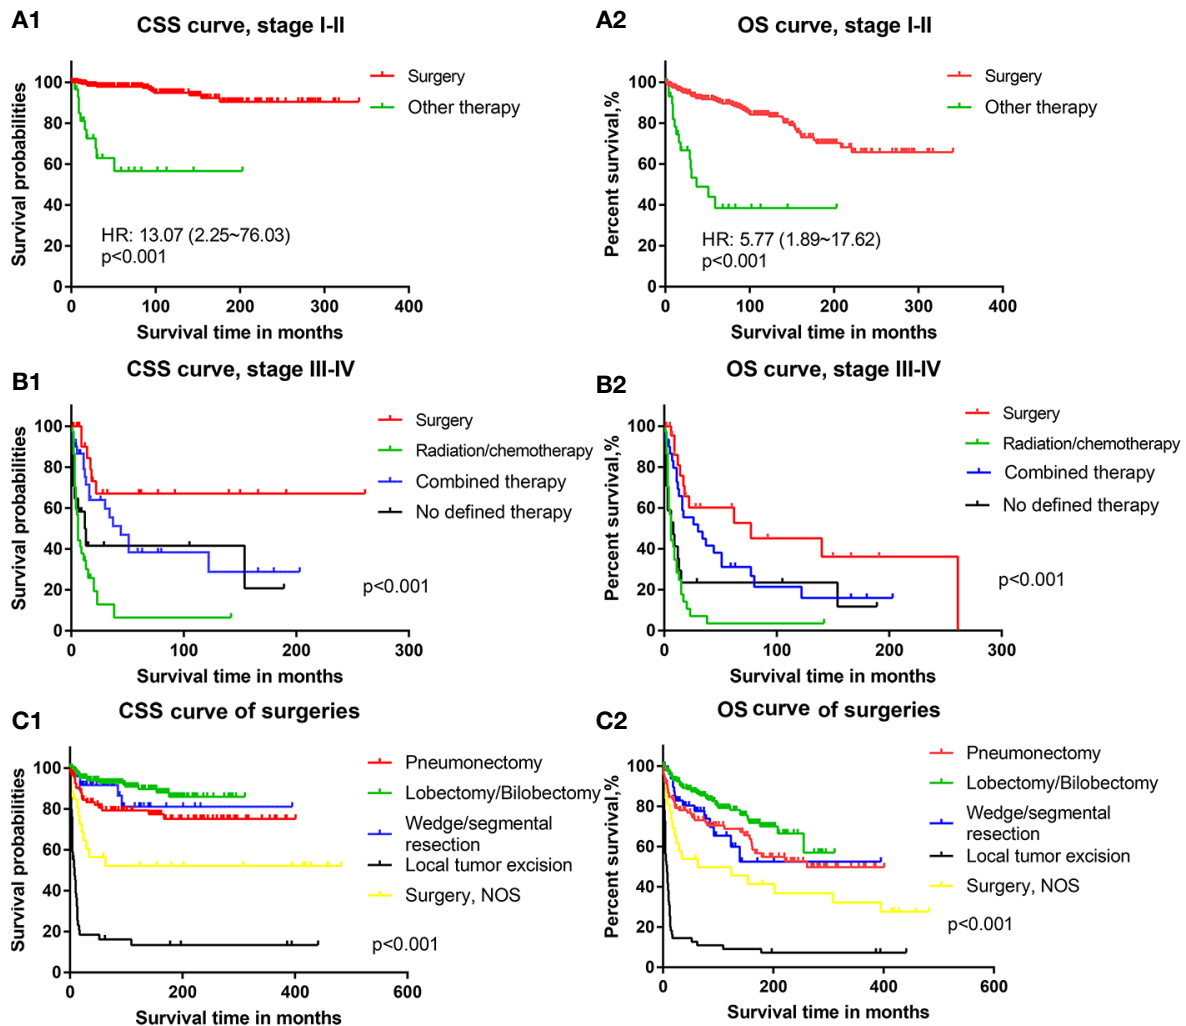 A1
CSS curve, stage I-II
100
80
60
40
20
0
Survival probabilities
Surgery
Other therapy
HR: 13.07 (2.25~76.03)
p<0.001
0 100 200 300 400
Survival time in months
A2
OS curve, stage I-II
100
80
60
40
20
0
Percent survival,%
Surgery
Other therapy
HR: 5.77 (1.89~17.62)
p<0.001
0 100 200 300 400
Survival time in months
B1
CSS curve, stage III-IV
100
80
60
40
20
0
Survival probabilities
Surgery
Radiation/chemotherapy
Combined therapy
No defined therapy
p<0.001
0 100 200 300
Survival time in months
B2
OS curve, stage III-IV
100
80
60
40
20
0
Percent survival,%
Surgery
Radiation/chemotherapy
Combined therapy
No defined therapy
p<0.001
0 100 200 300
Survival time in months
C1
CSS curve of surgeries
100
80
60
40
20
0
Survival probabilities
Pneumonectomy
Lobectomy/Bilobectomy
Wedge/segmental
resection
Local tumor excision
Surgery, NOS
p<0.001
0 200 400 600
Survival time in months
C2
OS curve of surgeries
100
80
60
40
20
0
Percent survival,%
Pneumonectomy
Lobectomy/Bilobectomy
Wedge/segmental
resection
Local tumor excision
Surgery, NOS
p<0.001
0 200 400 600
Survival time in months